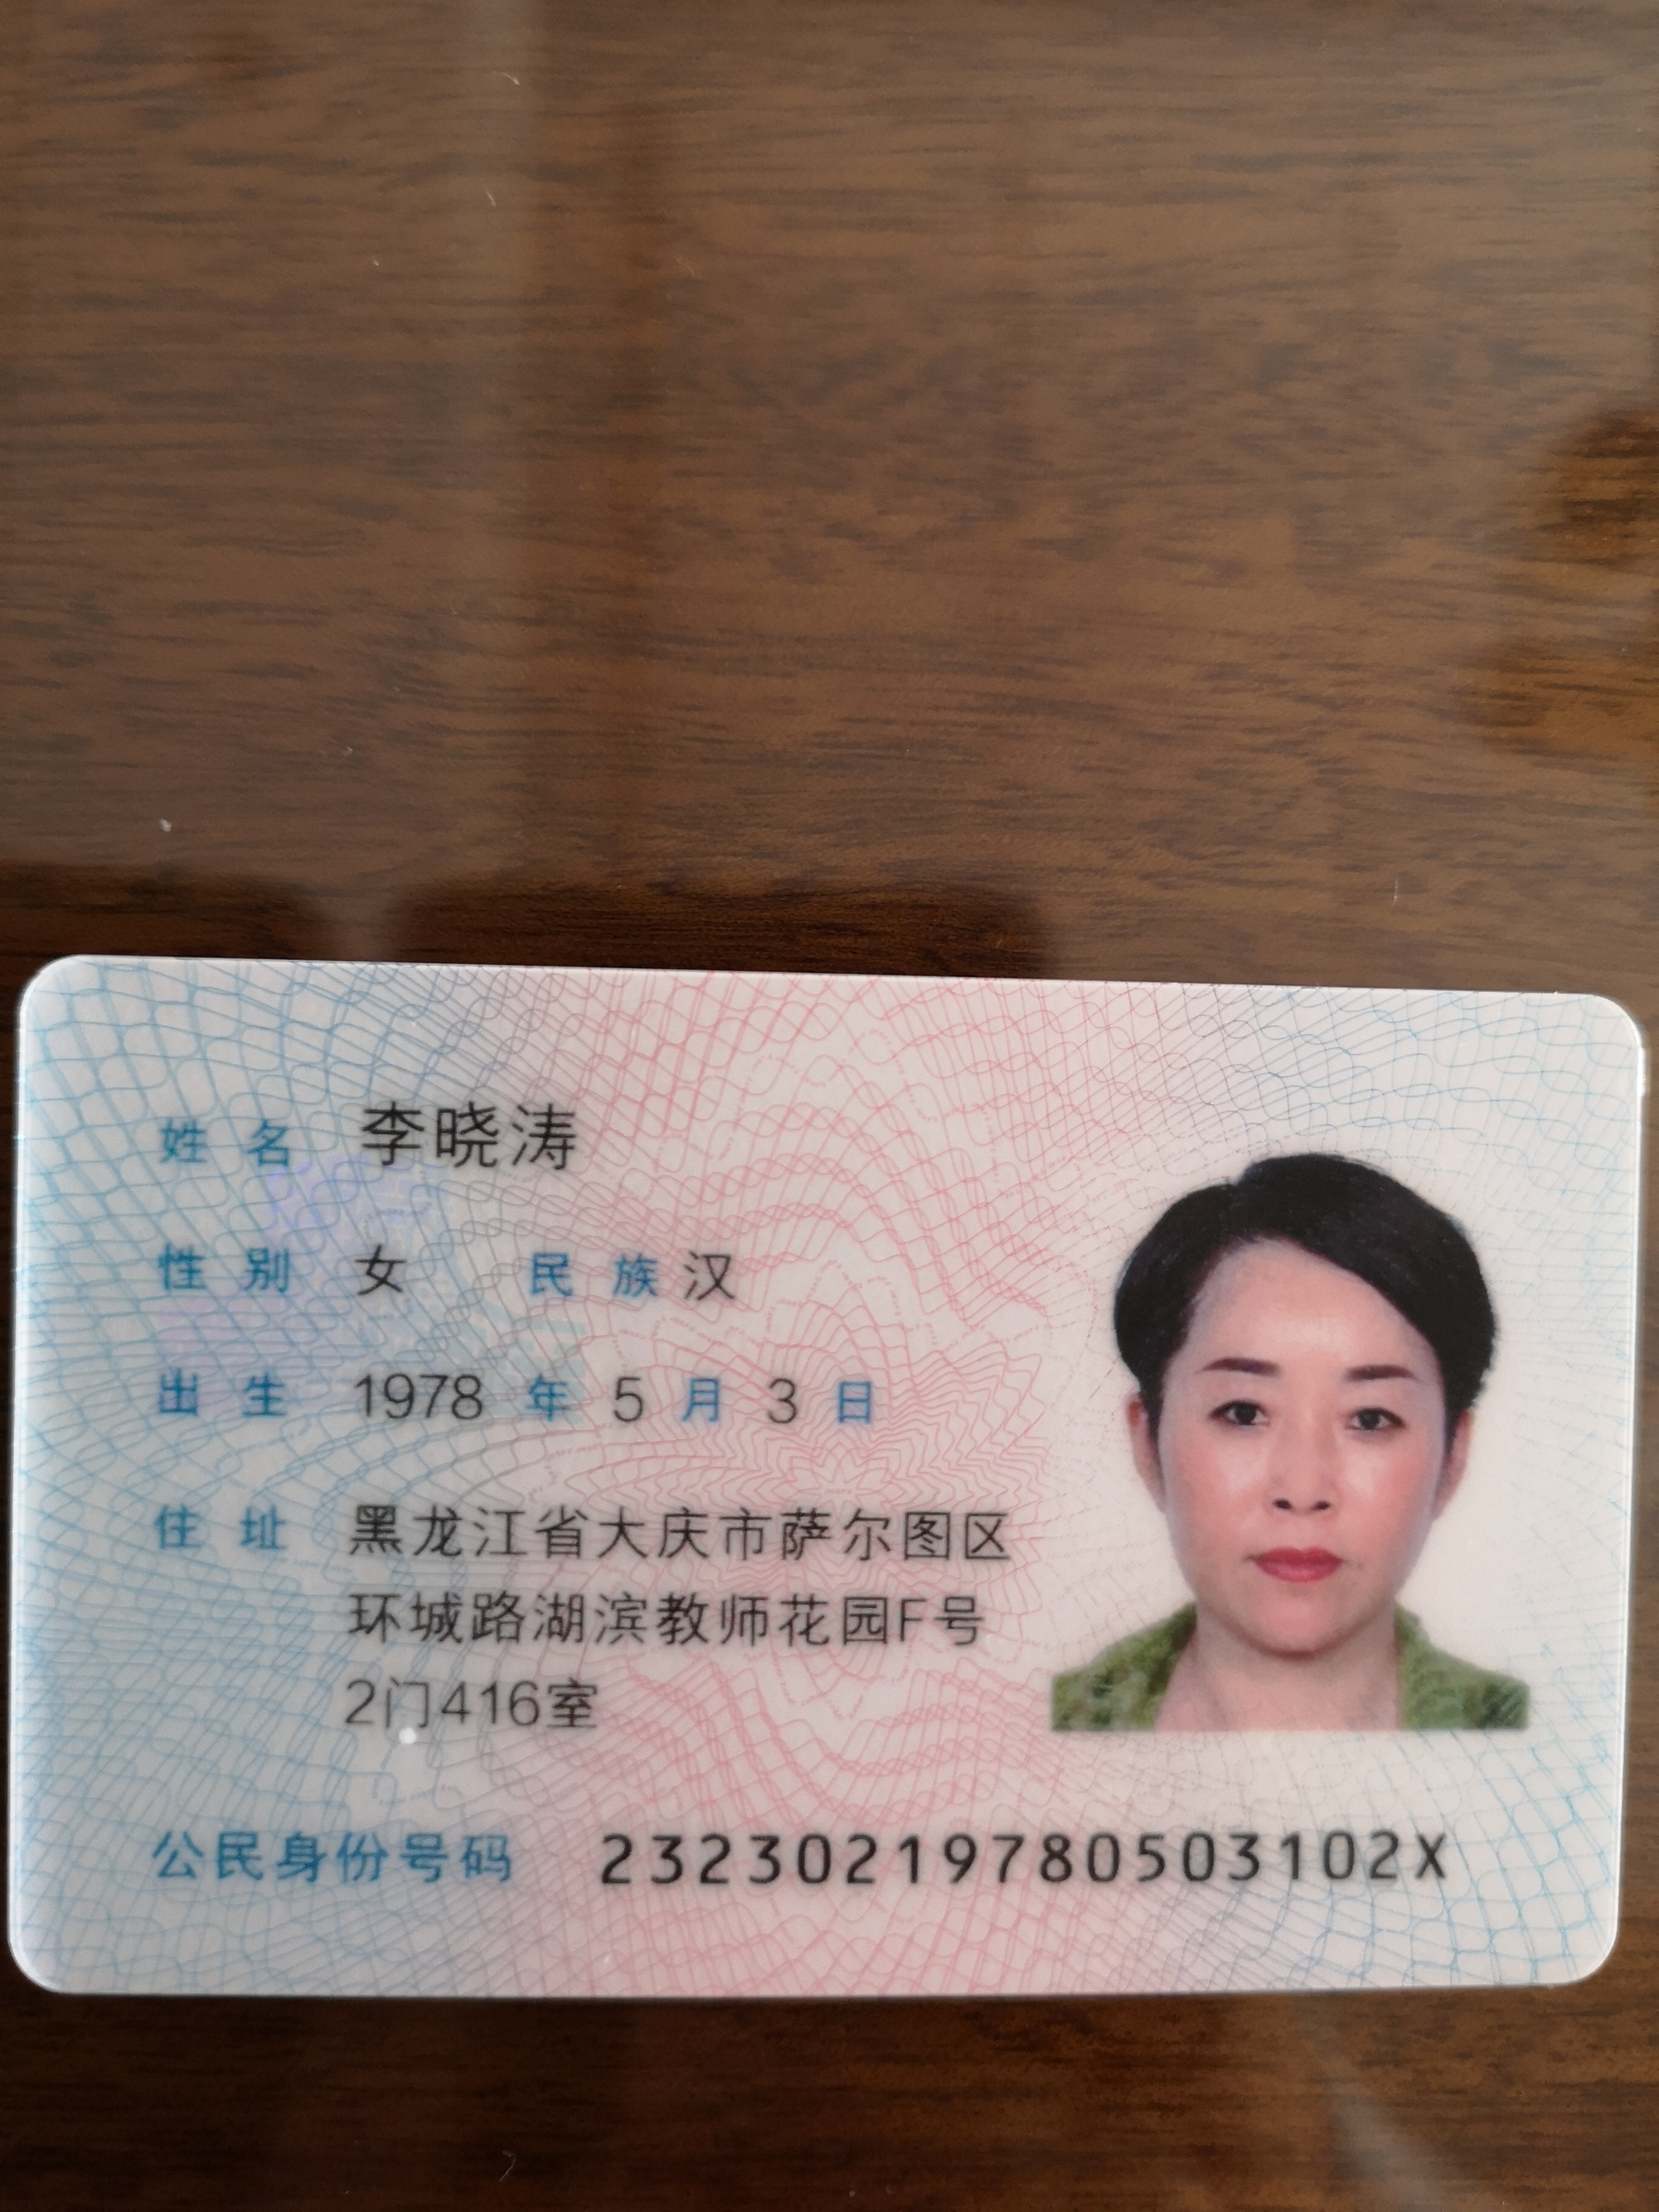 姓名 李晓涛
性别 女 民族 汉
出生 1978 年 5 月 3 日
住址 黑龙江省大庆市萨尔图区
环城路湖滨教师花园F号
2门416室
公民身份号码 23230219780503102X